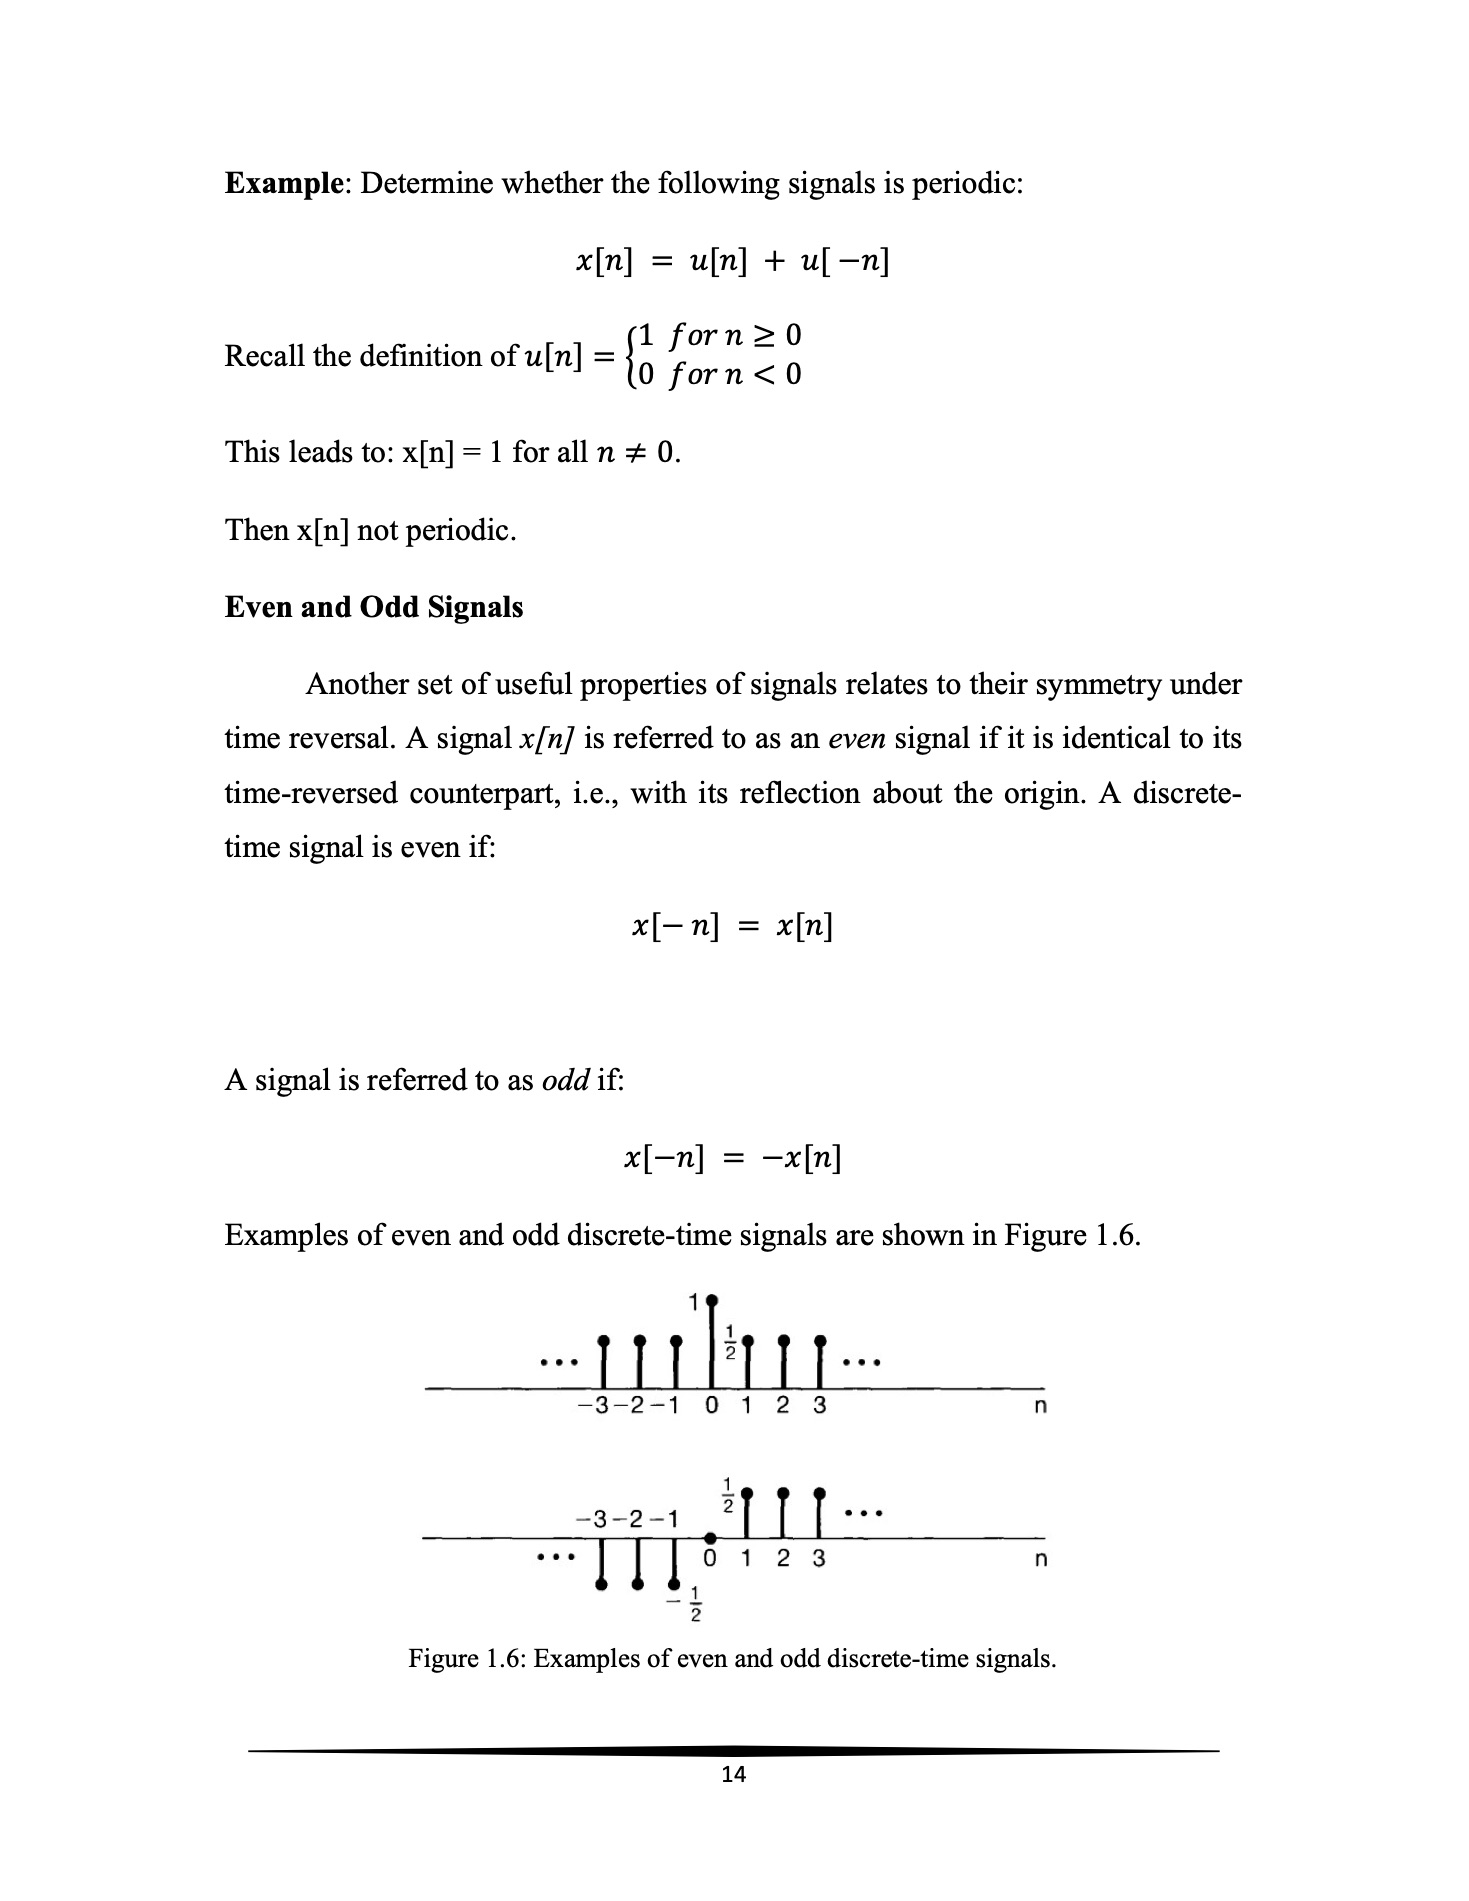 Example: Determine whether the following signals is periodic:
x[n] = u[n] + u[ −n]
Recall the definition of u[n] = {1 for n ≥ 0
0 for n < 0
This leads to: x[n] = 1 for all n ≠ 0.
Then x[n] not periodic.
Even and Odd Signals
Another set of useful properties of signals relates to their symmetry under
time reversal. A signal x[n] is referred to as an even signal if it is identical to its
time-reversed counterpart, i.e., with its reflection about the origin. A discrete-
time signal is even if:
x[− n] = x[n]
A signal is referred to as odd if:
x[−n] = −x[n]
Examples of even and odd discrete-time signals are shown in Figure 1.6.
1
1/2
...
...
−3 −2 −1 0 1 2 3 n
1/2
...
−3 −2 −1
...
0 1 2 3 n
− 1/2
Figure 1.6: Examples of even and odd discrete-time signals.
14